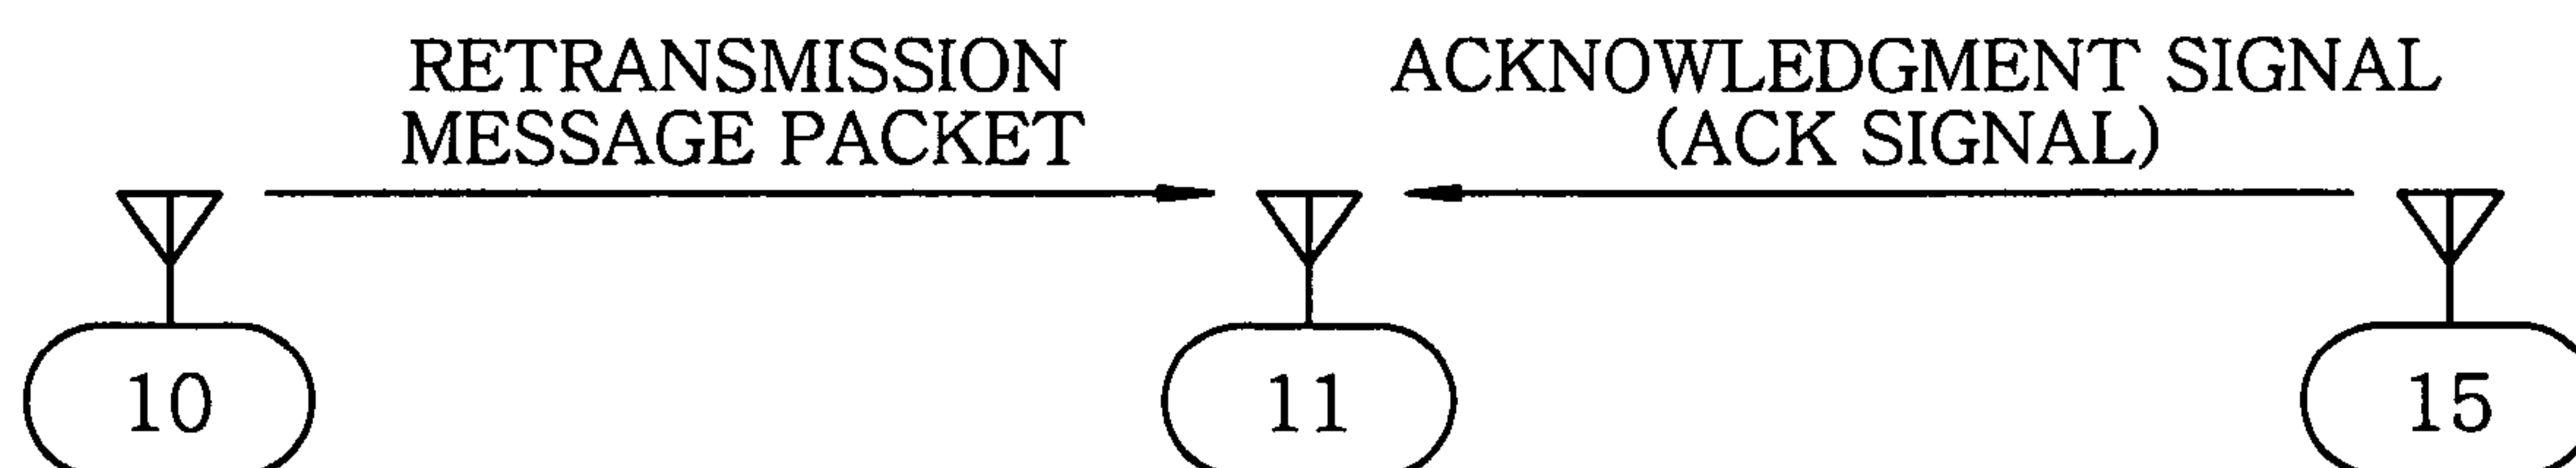 RETRANSMISSION
MESSAGE PACKET
ACKNOWLEDGMENT SIGNAL
(ACK SIGNAL)
10
11
15